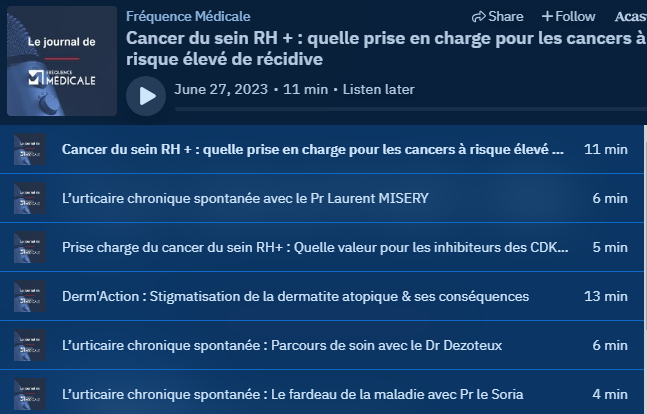 Fréquence Médicale
Share
Follow
Acas
Le journal de
FRÉQUENCE
MÉDICALE
Cancer du sein RH + : quelle prise en charge pour les cancers à
risque élevé de récidive
June 27, 2023 • 11 min • Listen later
Cancer du sein RH + : quelle prise en charge pour les cancers à risque élevé ... 11 min
L'urticaire chronique spontanée avec le Pr Laurent MISERY 6 min
Prise charge du cancer du sein RH+ : Quelle valeur pour les inhibiteurs des CDK... 5 min
Derm'Action : Stigmatisation de la dermatite atopique & ses conséquences 13 min
L'urticaire chronique spontanée : Parcours de soin avec le Dr Dezoteux 6 min
L'urticaire chronique spontanée : Le fardeau de la maladie avec Pr le Soria 4 min